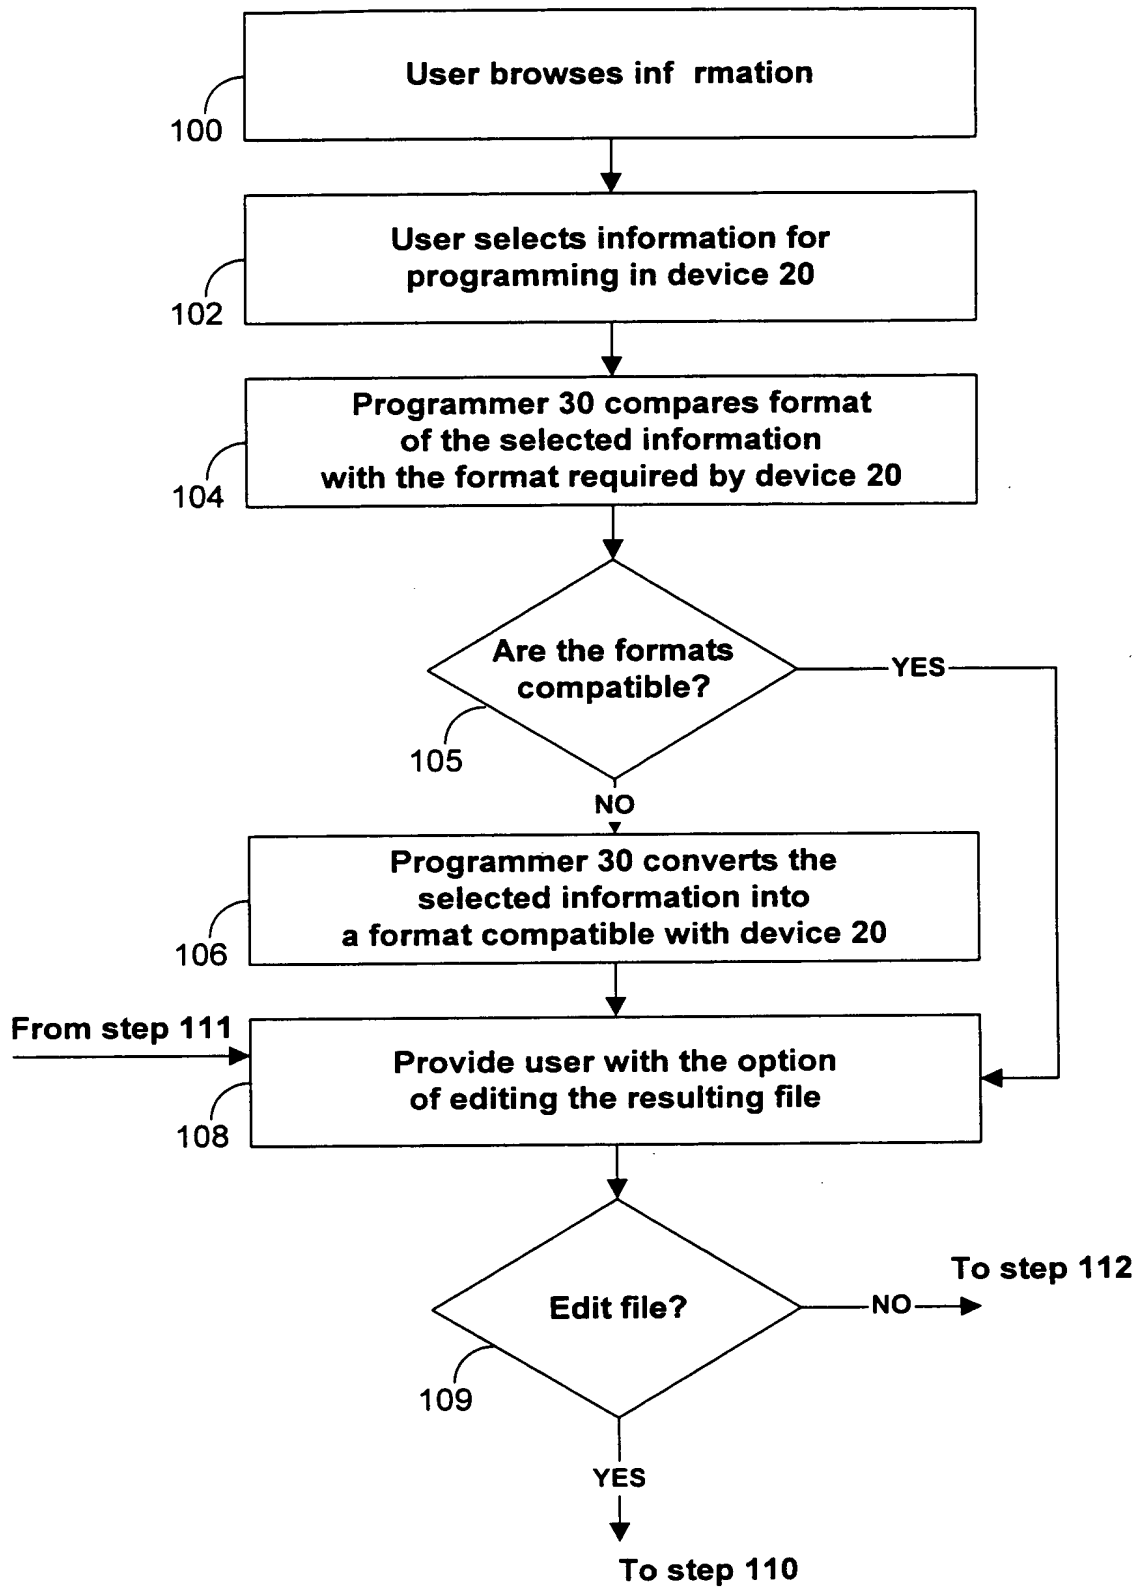 User browses inf rmation
100
User selects information for
programming in device 20
102
Programmer 30 compares format
of the selected information
with the format required by device 20
104
Are the formats
compatible?
YES
105
NO
Programmer 30 converts the
selected information into
a format compatible with device 20
106
From step 111
Provide user with the option
of editing the resulting file
108
To step 112
Edit file?
NO
109
YES
To step 110